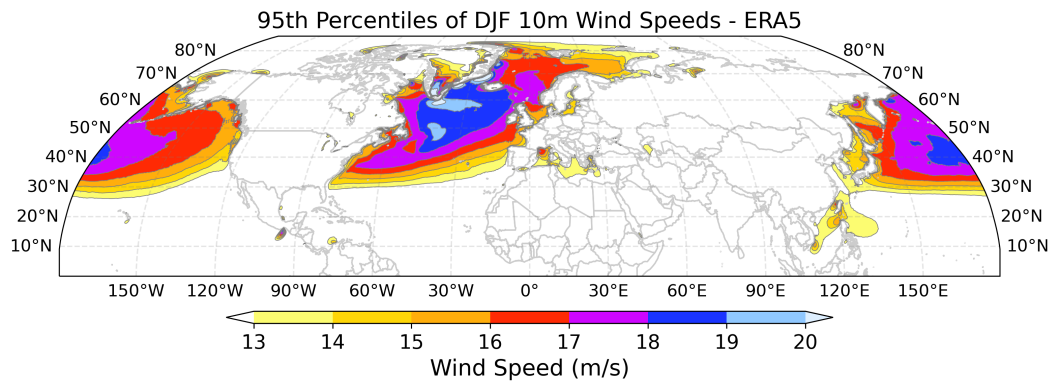 95th Percentiles of DJF 10m Wind Speeds - ERA5
80°N 80°N
70°N 70°N
60°N 60°N
50°N 50°N
40°N 40°N
30°N 30°N
20°N 20°N
10°N 10°N
150°W 120°W 90°W 60°W 30°W 0° 30°E 60°E 90°E 120°E 150°E
13 14 15 16 17 18 19 20
Wind Speed (m/s)